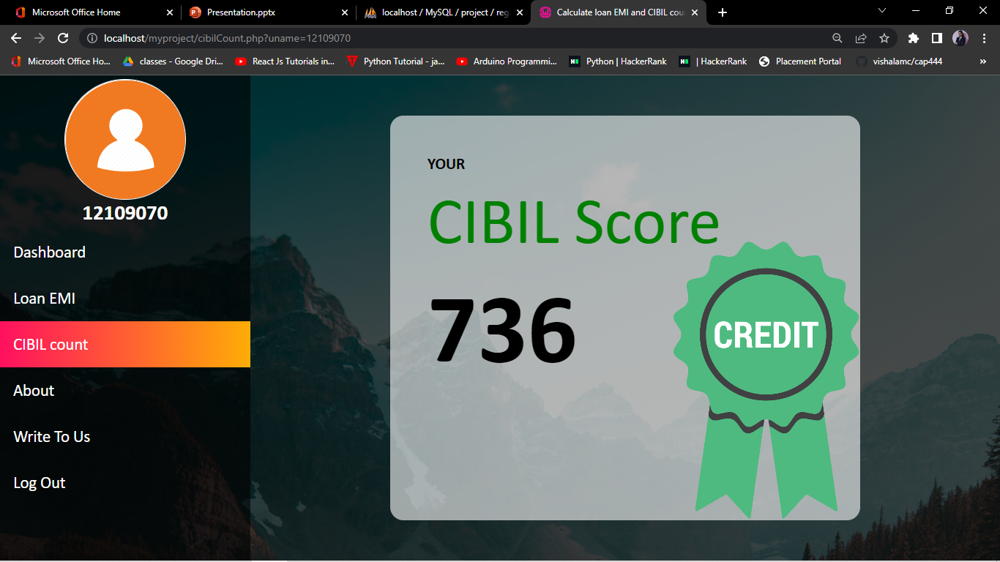 Microsoft Office Home
Presentation.pptx
localhost / MySQL / project / reg
Calculate loan EMI and CIBIL cou
localhost/myproject/cibilCount.php?uname=12109070
Microsoft Office Ho...
classes - Google Dri...
React Js Tutorials in...
Python Tutorial - ja...
Arduino Programmi...
Python | HackerRank
| HackerRank
Placement Portal
vishalamc/cap444
»
12109070
Dashboard
Loan EMI
CIBIL count
About
Write To Us
Log Out
YOUR
CIBIL Score
736
CREDIT